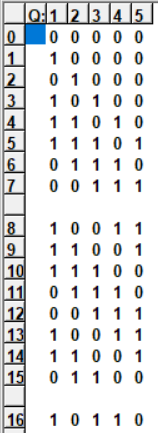 Q: 1 2 3 4 5
0 0 0 0 0 0
1 1 0 0 0 0
2 0 1 0 0 0
3 1 0 1 0 0
4 1 1 0 1 0
5 1 1 1 0 1
6 0 1 1 1 0
7 0 0 1 1 1
8 1 0 0 1 1
9 1 1 0 0 1
10 1 1 1 0 0
11 0 1 1 1 0
12 0 0 1 1 1
13 1 0 0 1 1
14 1 1 0 0 1
15 0 1 1 0 0
16 1 0 1 1 0